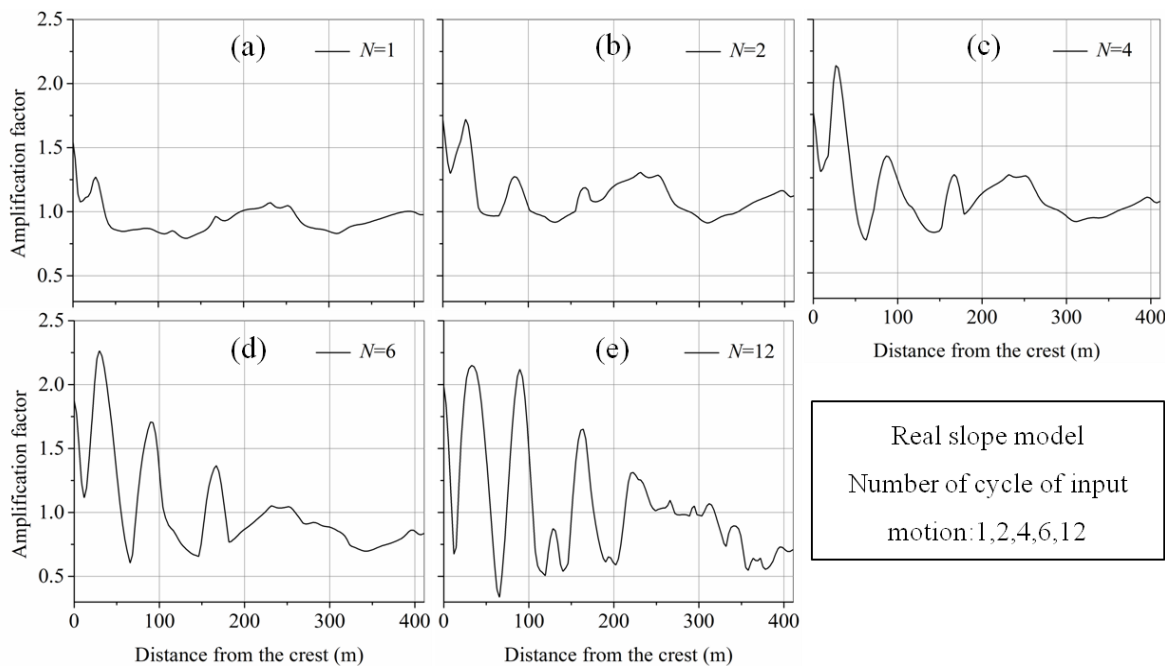 2.5
2.0
1.5
1.0
0.5
Amplification factor
(a)
N=1
(b)
N=2
(c)
N=4
0 100 200 300 400
Distance from the crest (m)
2.5
2.0
1.5
1.0
0.5
Amplification factor
(d)
N=6
(e)
N=12
0 100 200 300 400
Distance from the crest (m)
0 100 200 300 400
Distance from the crest (m)
Real slope model
Number of cycle of input
motion:1,2,4,6,12